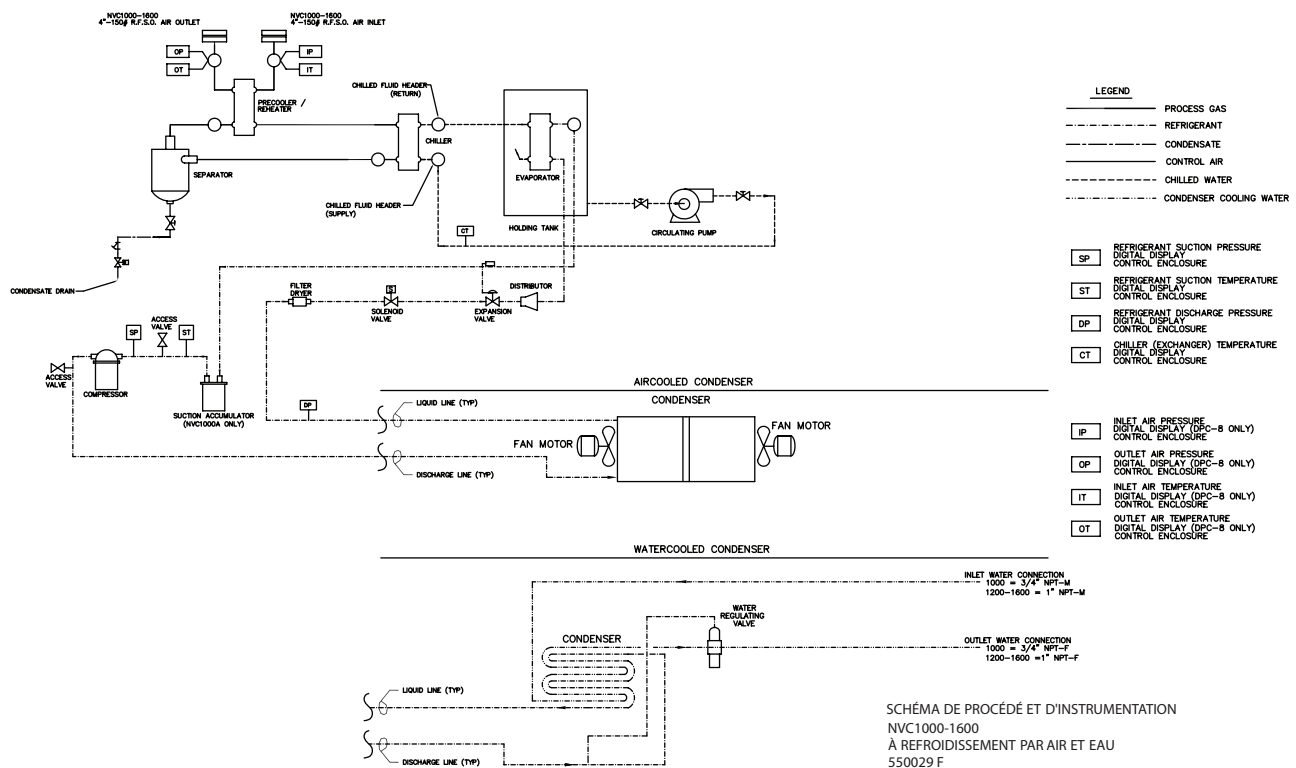 NVC1000-1600
4"-150# R.F.S.O. AIR OUTLET
NVC1000-1600
4"-150# R.F.S.O. AIR INLET
OP
OT
IP
IT
PRECOOLER /
REHEATER
CHILLED FLUID HEADER
(RETURN)
CHILLER
SEPARATOR
CHILLED FLUID HEADER
(SUPPLY)
EVAPORATOR
HOLDING TANK
CIRCULATING PUMP
CT
CONDENSATE DRAIN
FILTER
DRYER
S
SOLENOID
VALVE
EXPANSION
VALVE
DISTRIBUTOR
ACCESS
VALVE
SP
ST
ACCESS
VALVE
COMPRESSOR
SUCTION ACCUMULATOR
(NVC1000A ONLY)
DP
LEGEND
PROCESS GAS
REFRIGERANT
CONDENSATE
CONTROL AIR
CHILLED WATER
CONDENSER COOLING WATER
SP
REFRIGERANT SUCTION PRESSURE
DIGITAL DISPLAY
CONTROL ENCLOSURE
ST
REFRIGERANT SUCTION TEMPERATURE
DIGITAL DISPLAY
CONTROL ENCLOSURE
DP
REFRIGERANT DISCHARGE PRESSURE
DIGITAL DISPLAY
CONTROL ENCLOSURE
CT
CHILLER (EXCHANGER) TEMPERATURE
DIGITAL DISPLAY
CONTROL ENCLOSURE
IP
INLET AIR PRESSURE
DIGITAL DISPLAY (DPC-8 ONLY)
CONTROL ENCLOSURE
OP
OUTLET AIR PRESSURE
DIGITAL DISPLAY (DPC-8 ONLY)
CONTROL ENCLOSURE
IT
INLET AIR TEMPERATURE
DIGITAL DISPLAY (DPC-8 ONLY)
CONTROL ENCLOSURE
OT
OUTLET AIR TEMPERATURE
DIGITAL DISPLAY (DPC-8 ONLY)
CONTROL ENCLOSURE
AIRCOOLED CONDENSER
LIQUID LINE (TYP)
CONDENSER
FAN MOTOR
FAN MOTOR
DISCHARGE LINE (TYP)
WATERCOOLED CONDENSER
INLET WATER CONNECTION
1000 = 3/4" NPT-M
1200-1600 = 1" NPT-M
WATER
REGULATING
VALVE
CONDENSER
OUTLET WATER CONNECTION
1000 = 3/4" NPT-F
1200-1600 =1" NPT-F
LIQUID LINE (TYP)
DISCHARGE LINE (TYP)
SCHÉMA DE PROCÉDÉ ET D'INSTRUMENTATION
NVC1000-1600
À REFROIDISSEMENT PAR AIR ET EAU
550029 F